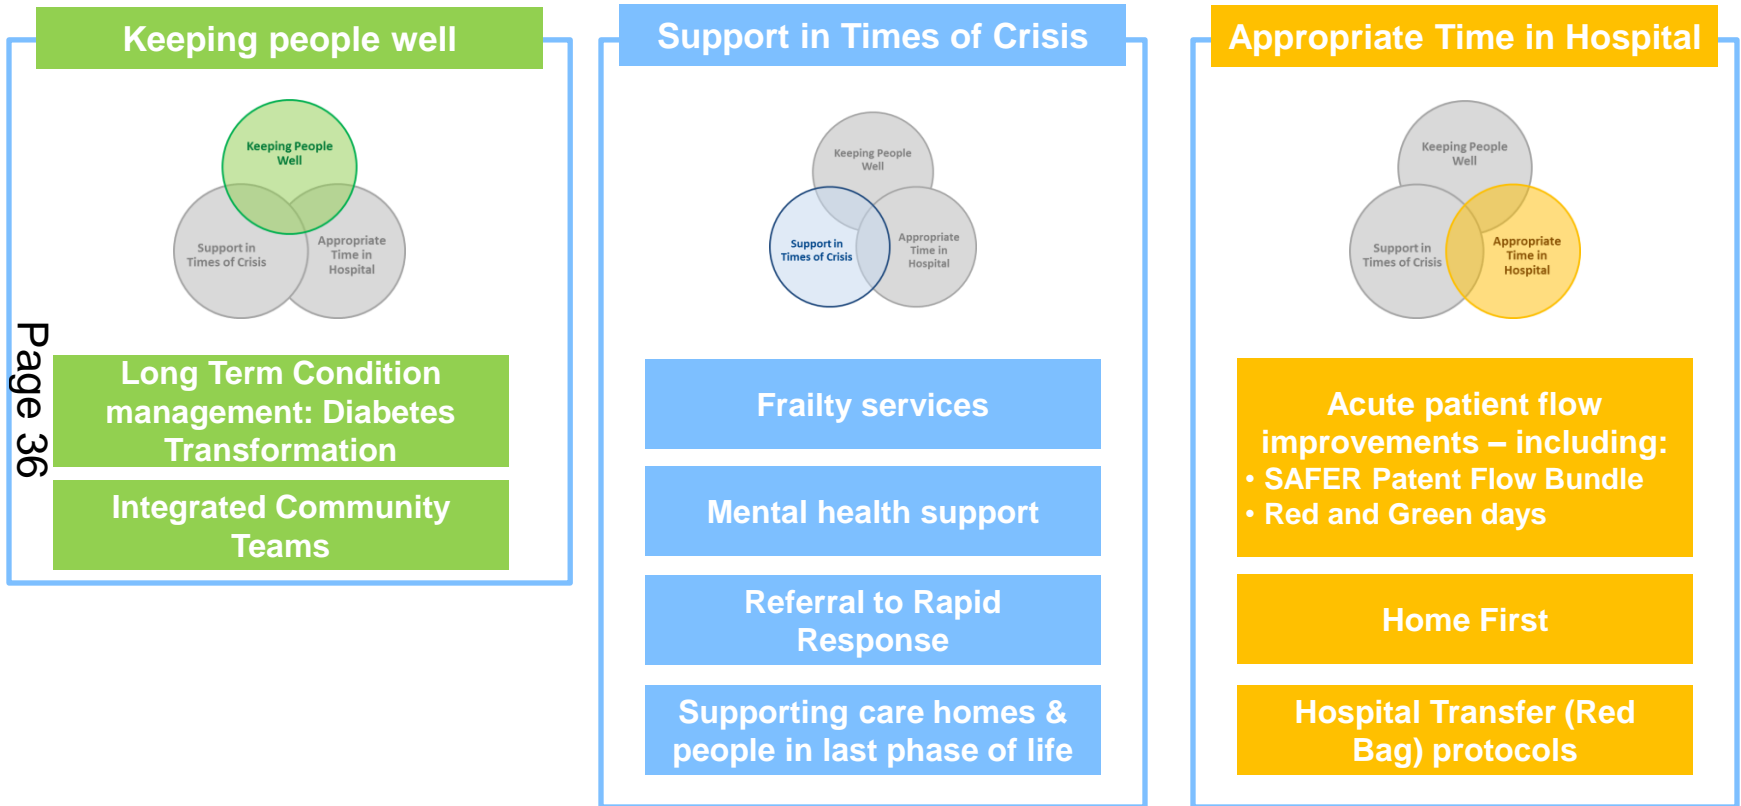 Keeping people well
Keeping People
Well
Support in
Times of Crisis
Appropriate
Time in
Hospital
Page 36
Long Term Condition
management: Diabetes
Transformation
Integrated Community
Teams
Support in Times of Crisis
Keeping People
Well
Support in
Times of Crisis
Appropriate
Time in
Hospital
Frailty services
Mental health support
Referral to Rapid
Response
Supporting care homes &
people in last phase of life
Appropriate Time in Hospital
Keeping People
Well
Support in
Times of Crisis
Appropriate
Time in
Hospital
Acute patient flow
improvements – including:
• SAFER Patent Flow Bundle
• Red and Green days
Home First
Hospital Transfer (Red
Bag) protocols